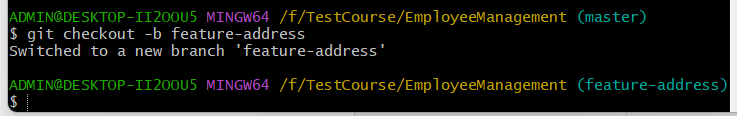 ADMIN@DESKTOP-II2OOU5 MINGW64 /f/TestCourse/EmployeeManagement (master)
$ git checkout -b feature-address
Switched to a new branch 'feature-address'
ADMIN@DESKTOP-II2OOU5 MINGW64 /f/TestCourse/EmployeeManagement (feature-address)
$